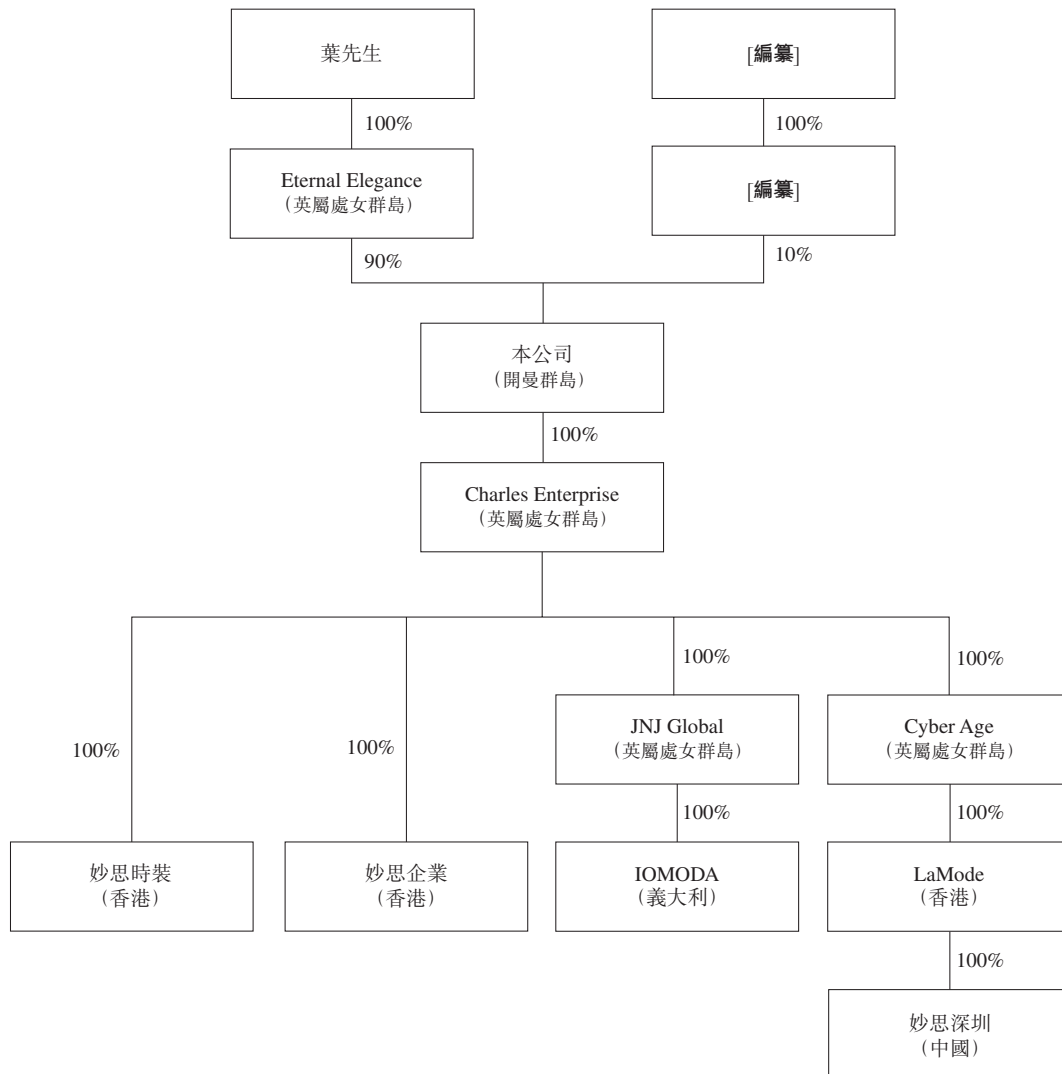 葉先生
[編纂]
100%
100%
Eternal Elegance
（英屬處女群島）
[編纂]
90%
10%
本公司
（開曼群島）
100%
Charles Enterprise
（英屬處女群島）
100%
100%
JNJ Global
（英屬處女群島）
Cyber Age
（英屬處女群島）
100%
100%
100%
100%
妙思時裝
（香港）
妙思企業
（香港）
IOMODA
（義大利）
LaMode
（香港）
100%
妙思深圳
（中國）